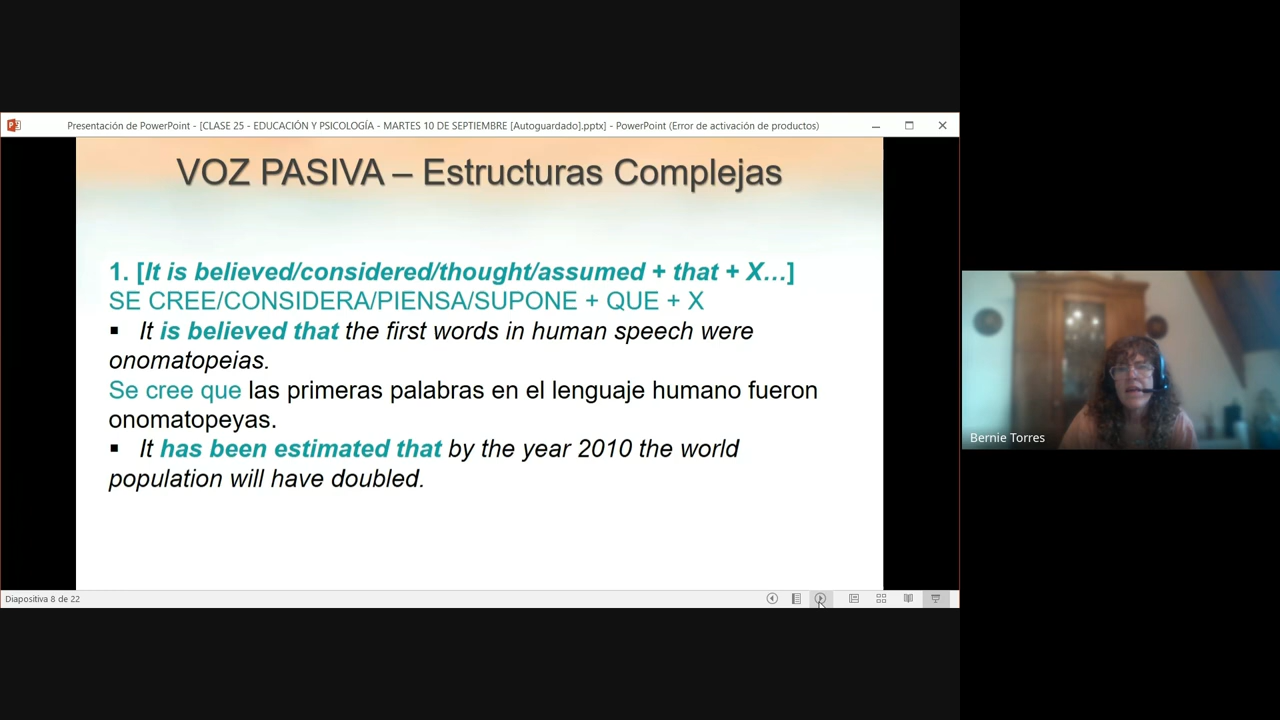 Presentación de PowerPoint - [CLASE 25 - EDUCACIÓN Y PSICOLOGÍA - MARTES 10 DE SEPTIEMBRE [Autoguardado].pptx] - PowerPoint (Error de activación de productos)
VOZ PASIVA – Estructuras Complejas
1. [It is believed/considered/thought/assumed + that + X…]
SE CREE/CONSIDERA/PIENSA/SUPONE + QUE + X
▪ It is believed that the first words in human speech were
onomatopeias.
Se cree que las primeras palabras en el lenguaje humano fueron
onomatopeyas.
▪ It has been estimated that by the year 2010 the world
population will have doubled.
Diapositiva 8 de 22
Bernie Torres